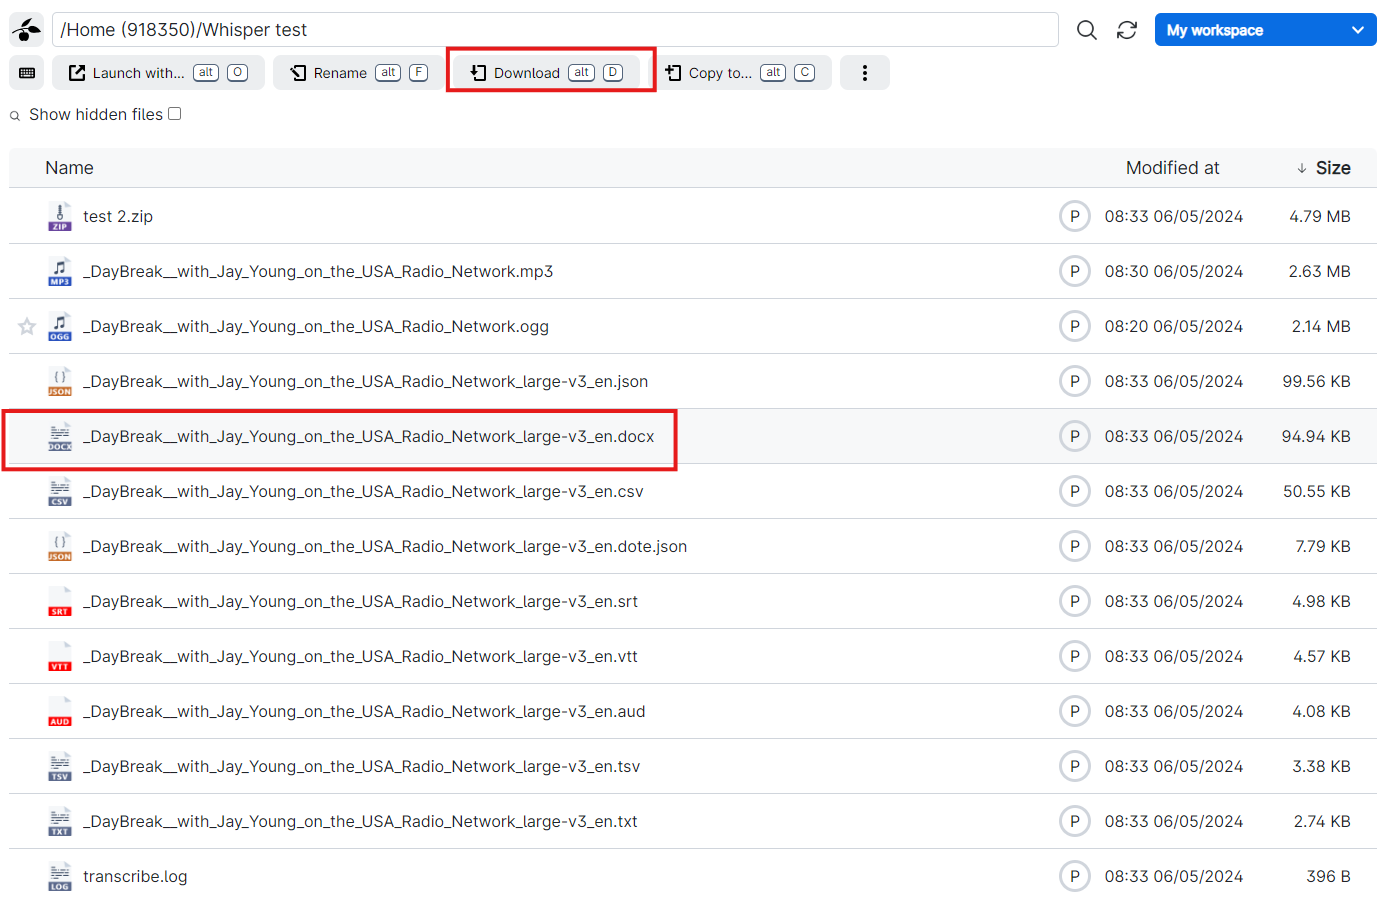 /Home (918350)/Whisper test
My workspace
Launch with... alt O
Rename alt F
Download alt D
Copy to... alt C
Show hidden files
Name Modified at ↓ Size
ZIP test 2.zip P 08:33 06/05/2024 4.79 MB
MP3 _DayBreak__with_Jay_Young_on_the_USA_Radio_Network.mp3 P 08:30 06/05/2024 2.63 MB
OGG _DayBreak__with_Jay_Young_on_the_USA_Radio_Network.ogg P 08:20 06/05/2024 2.14 MB
JSON _DayBreak__with_Jay_Young_on_the_USA_Radio_Network_large-v3_en.json P 08:33 06/05/2024 99.56 KB
DOCX _DayBreak__with_Jay_Young_on_the_USA_Radio_Network_large-v3_en.docx P 08:33 06/05/2024 94.94 KB
CSV _DayBreak__with_Jay_Young_on_the_USA_Radio_Network_large-v3_en.csv P 08:33 06/05/2024 50.55 KB
JSON _DayBreak__with_Jay_Young_on_the_USA_Radio_Network_large-v3_en.dote.json P 08:33 06/05/2024 7.79 KB
SRT _DayBreak__with_Jay_Young_on_the_USA_Radio_Network_large-v3_en.srt P 08:33 06/05/2024 4.98 KB
VTT _DayBreak__with_Jay_Young_on_the_USA_Radio_Network_large-v3_en.vtt P 08:33 06/05/2024 4.57 KB
AUD _DayBreak__with_Jay_Young_on_the_USA_Radio_Network_large-v3_en.aud P 08:33 06/05/2024 4.08 KB
TSV _DayBreak__with_Jay_Young_on_the_USA_Radio_Network_large-v3_en.tsv P 08:33 06/05/2024 3.38 KB
TXT _DayBreak__with_Jay_Young_on_the_USA_Radio_Network_large-v3_en.txt P 08:33 06/05/2024 2.74 KB
LOG transcribe.log P 08:33 06/05/2024 396 B